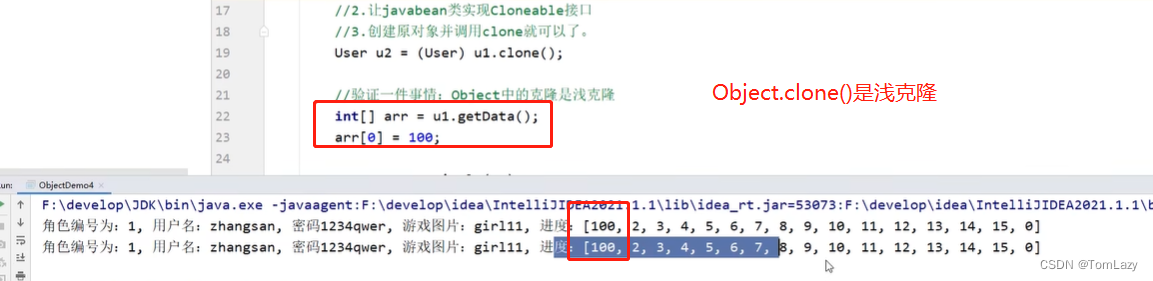 17 //2.让javabean类实现Cloneable接口
18 //3.创建原对象并调用clone就可以了。
19 User u2 = (User) u1.clone();
20
21 //验证一件事情：Object中的克隆是浅克隆
Object.clone()是浅克隆
22 int[] arr = u1.getData();
23 arr[0] = 100;
24
un: ObjectDemo4 ×
F:\develop\JDK\bin\java.exe -javaagent:F:\develop\idea\IntelliJIDEA2021.1.1\lib\idea_rt.jar=53073:F:\develop\idea\IntelliJIDEA2021.1.1\b
角色编号为：1, 用户名：zhangsan, 密码1234qwer, 游戏图片：girl11, 进度：[100, 2, 3, 4, 5, 6, 7, 8, 9, 10, 11, 12, 13, 14, 15, 0]
角色编号为：1, 用户名：zhangsan, 密码1234qwer, 游戏图片：girl11, 进度：[100, 2, 3, 4, 5, 6, 7, 8, 9, 10, 11, 12, 13, 14, 15, 0]
CSDN @TomLazy